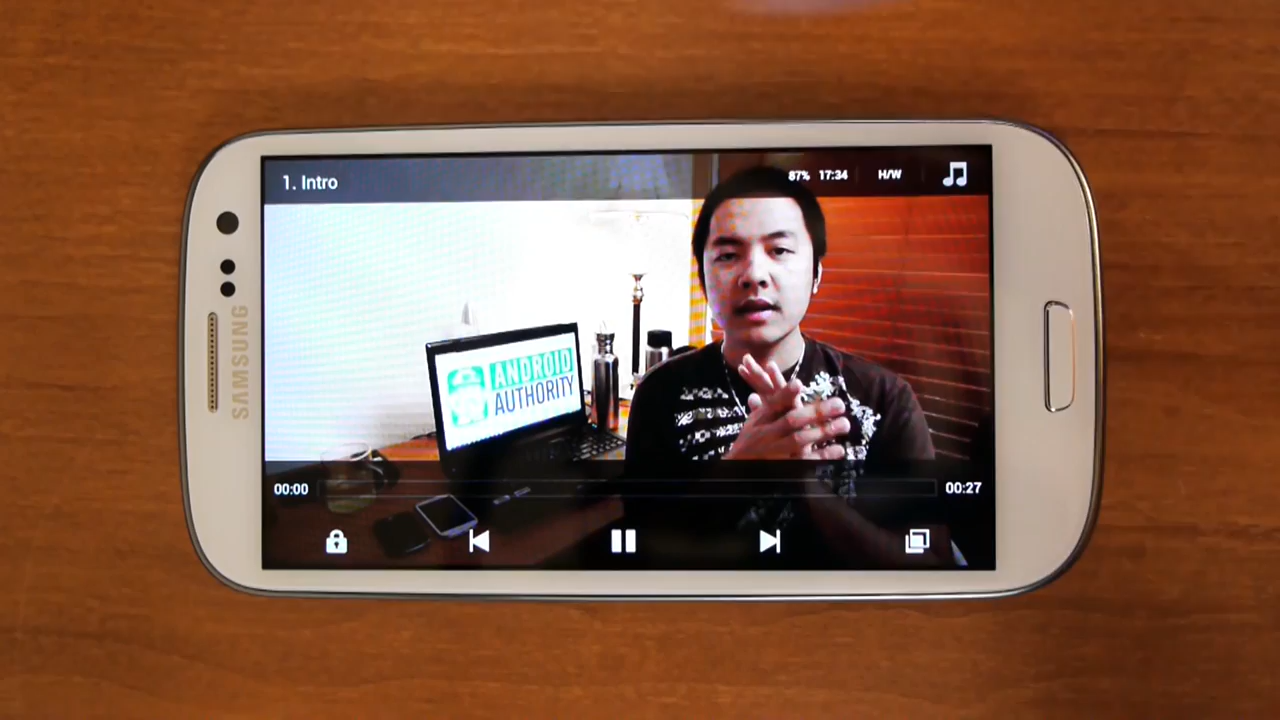 1. Intro
87% 17:34 H/W
SAMSUNG
ANDROID
AUTHORITY
00:00
00:27